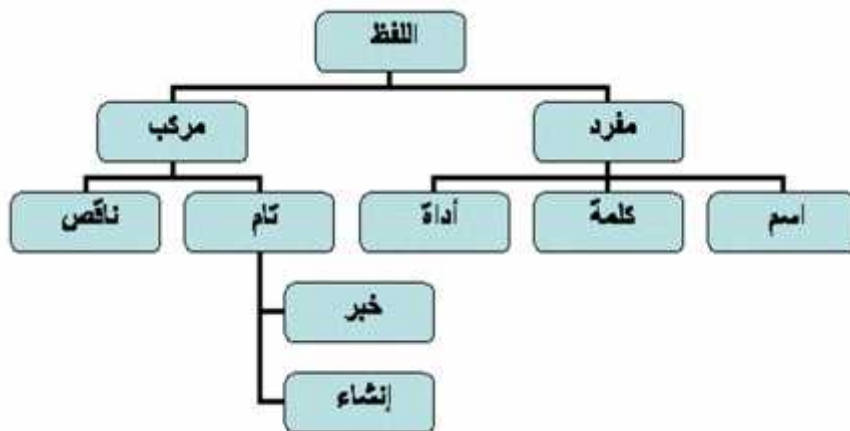 اللفظ
مفرد
مركب
اسم
كلمة
أداة
تام
ناقص
خبر
إنشاء